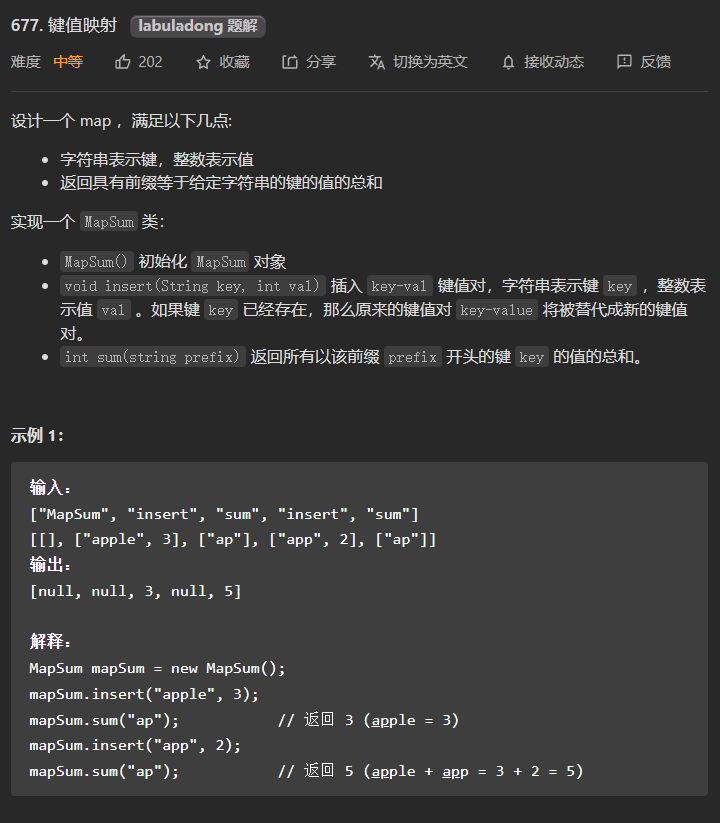 677. 键值映射 labuladong 题解
难度 中等 202 收藏 分享 切换为英文 接收动态 反馈
设计一个 map ，满足以下几点:
• 字符串表示键，整数表示值
• 返回具有前缀等于给定字符串的键的值的总和
实现一个 MapSum 类：
• MapSum() 初始化 MapSum 对象
• void insert(String key, int val) 插入 key-val 键值对，字符串表示键 key ，整数表
示值 val 。如果键 key 已经存在，那么原来的键值对 key-value 将被替代成新的键值
对。
• int sum(string prefix) 返回所有以该前缀 prefix 开头的键 key 的值的总和。
示例 1：
输入：
["MapSum", "insert", "sum", "insert", "sum"]
[[], ["apple", 3], ["ap"], ["app", 2], ["ap"]]
输出：
[null, null, 3, null, 5]
解释：
MapSum mapSum = new MapSum();
mapSum.insert("apple", 3);
mapSum.sum("ap"); // 返回 3 (apple = 3)
mapSum.insert("app", 2);
mapSum.sum("ap"); // 返回 5 (apple + app = 3 + 2 = 5)